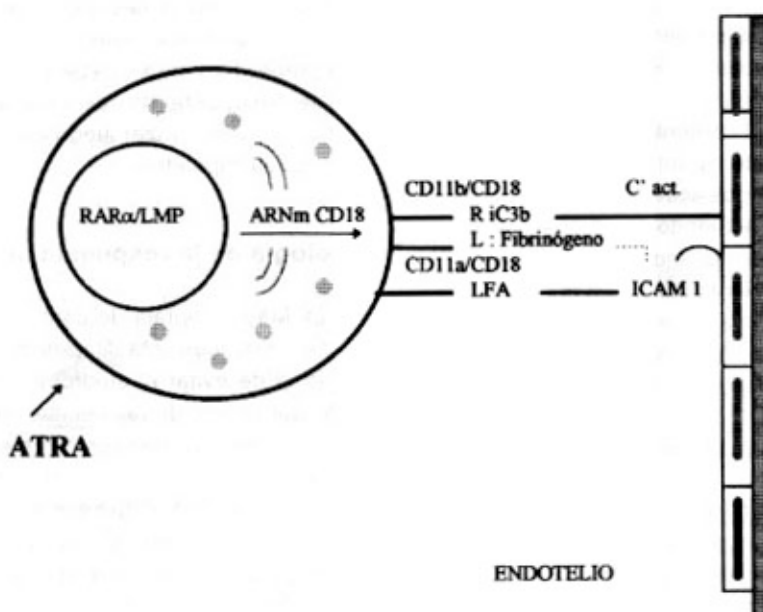 RARα/LMP
ARNm CD18
CD11b/CD18
C' act.
R iC3b
L : Fibrinógeno
CD11a/CD18
LFA
ICAM 1
ATRA
ENDOTELIO